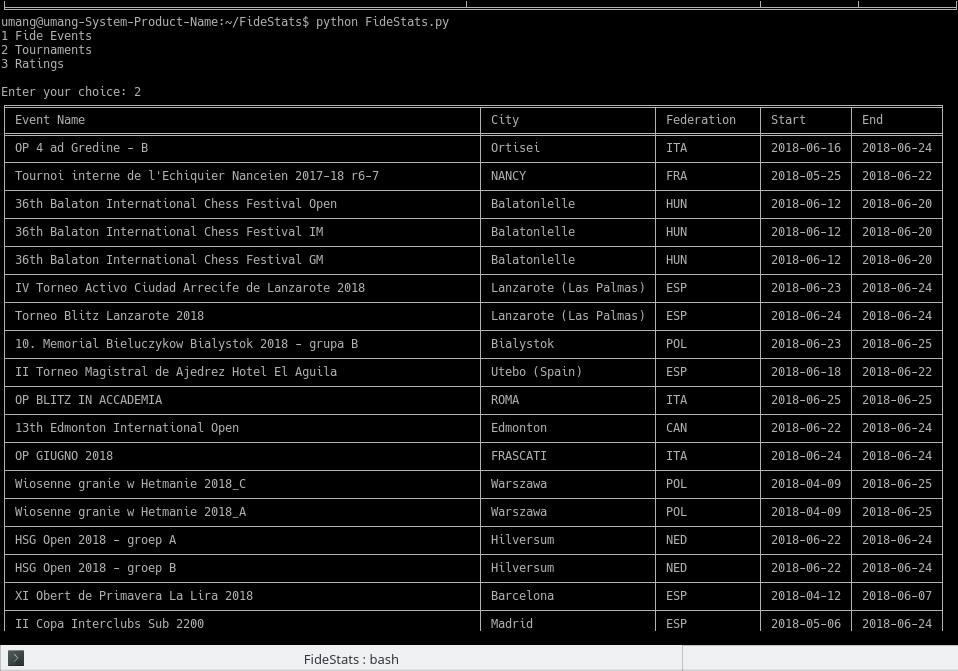 umang@umang-System-Product-Name:~/FideStats$ python FideStats.py
1 Fide Events
2 Tournaments
3 Ratings
Enter your choice: 2
Event Name City Federation Start End
OP 4 ad Gredine - B Ortisei ITA 2018-06-16 2018-06-24
Tournoi interne de l'Echiquier Nanceien 2017-18 r6-7 NANCY FRA 2018-05-25 2018-06-22
36th Balaton International Chess Festival Open Balatonlelle HUN 2018-06-12 2018-06-20
36th Balaton International Chess Festival IM Balatonlelle HUN 2018-06-12 2018-06-20
36th Balaton International Chess Festival GM Balatonlelle HUN 2018-06-12 2018-06-20
IV Torneo Activo Ciudad Arrecife de Lanzarote 2018 Lanzarote (Las Palmas) ESP 2018-06-23 2018-06-24
Torneo Blitz Lanzarote 2018 Lanzarote (Las Palmas) ESP 2018-06-24 2018-06-24
10. Memorial Bieluczykow Bialystok 2018 - grupa B Bialystok POL 2018-06-23 2018-06-25
II Torneo Magistral de Ajedrez Hotel El Aguila Utebo (Spain) ESP 2018-06-18 2018-06-22
OP BLITZ IN ACCADEMIA ROMA ITA 2018-06-25 2018-06-25
13th Edmonton International Open Edmonton CAN 2018-06-22 2018-06-24
OP GIUGNO 2018 FRASCATI ITA 2018-06-24 2018-06-24
Wiosenne granie w Hetmanie 2018_C Warszawa POL 2018-04-09 2018-06-25
Wiosenne granie w Hetmanie 2018_A Warszawa POL 2018-04-09 2018-06-25
HSG Open 2018 - groep A Hilversum NED 2018-06-22 2018-06-24
HSG Open 2018 - groep B Hilversum NED 2018-06-22 2018-06-24
XI Obert de Primavera La Lira 2018 Barcelona ESP 2018-04-12 2018-06-07
II Copa Interclubs Sub 2200 Madrid ESP 2018-05-06 2018-06-24
FideStats : bash